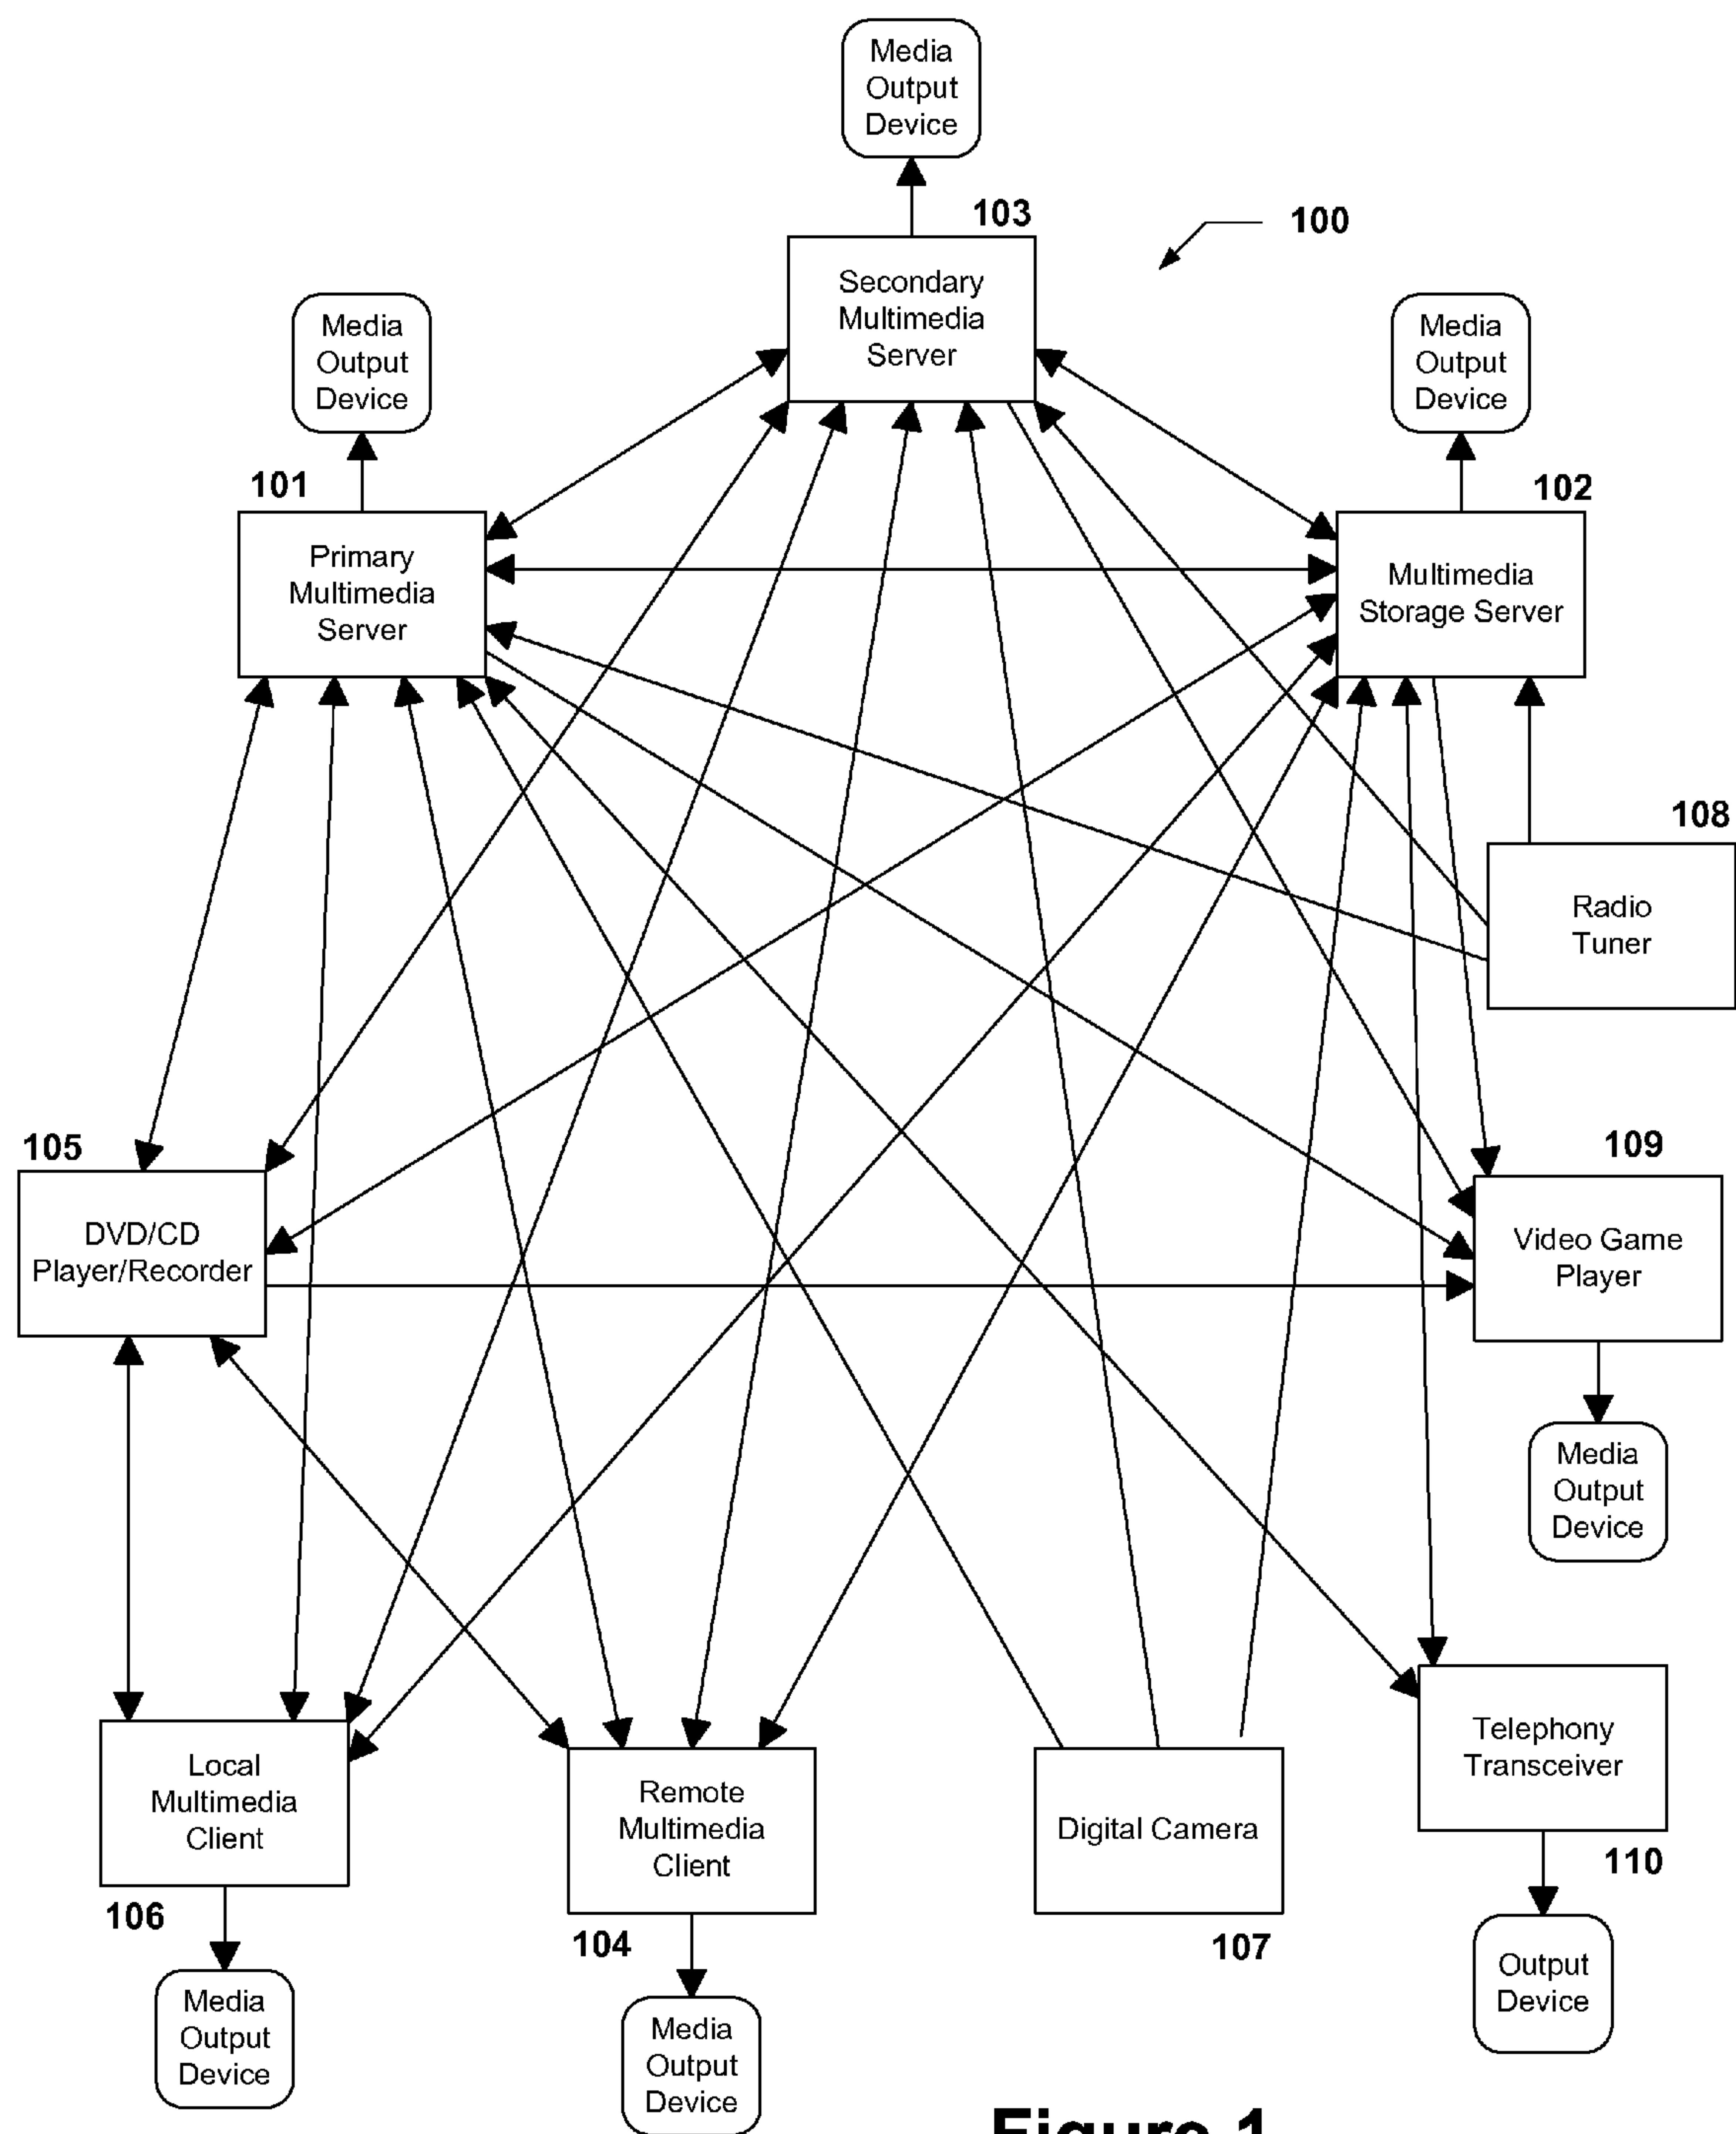 Media
Output
Device
103
100
Secondary
Multimedia
Server
Media
Output
Device
Media
Output
Device
101
102
Primary
Multimedia
Server
Multimedia
Storage Server
108
Radio
Tuner
105
109
DVD/CD
Player/Recorder
Video Game
Player
Media
Output
Device
Telephony
Transceiver
Local
Multimedia
Client
Remote
Multimedia
Client
Digital Camera
110
106
104
107
Output
Device
Media
Output
Device
Media
Output
Device
Figure 1